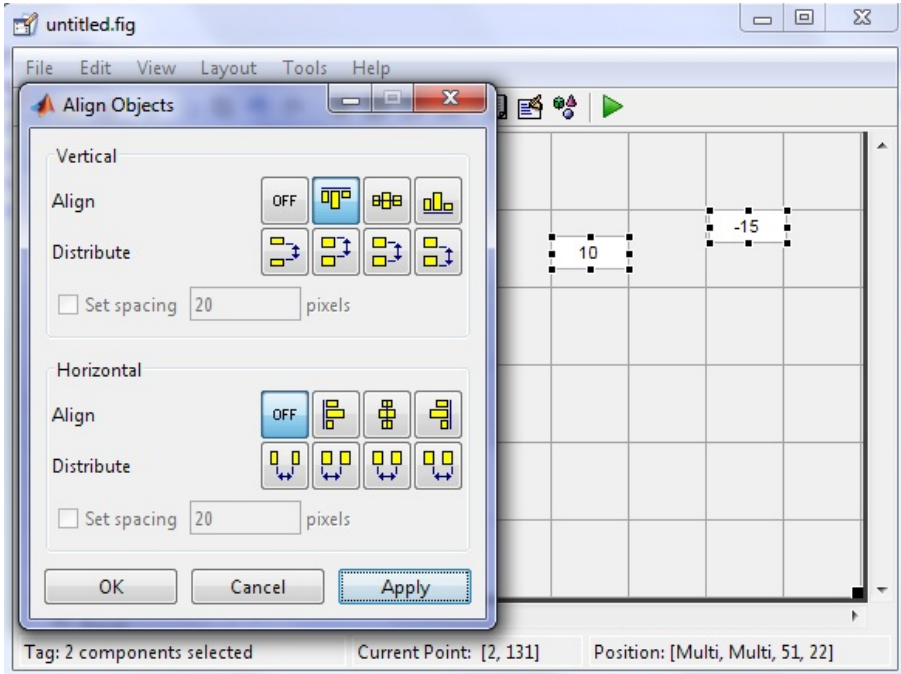 untitled.fig
File Edit View Layout Tools Help
Align Objects
Vertical
Align OFF
Distribute
Set spacing 20 pixels
Horizontal
Align OFF
Distribute
Set spacing 20 pixels
OK Cancel Apply
-15
10
Tag: 2 components selected Current Point: [2, 131] Position: [Multi, Multi, 51, 22]